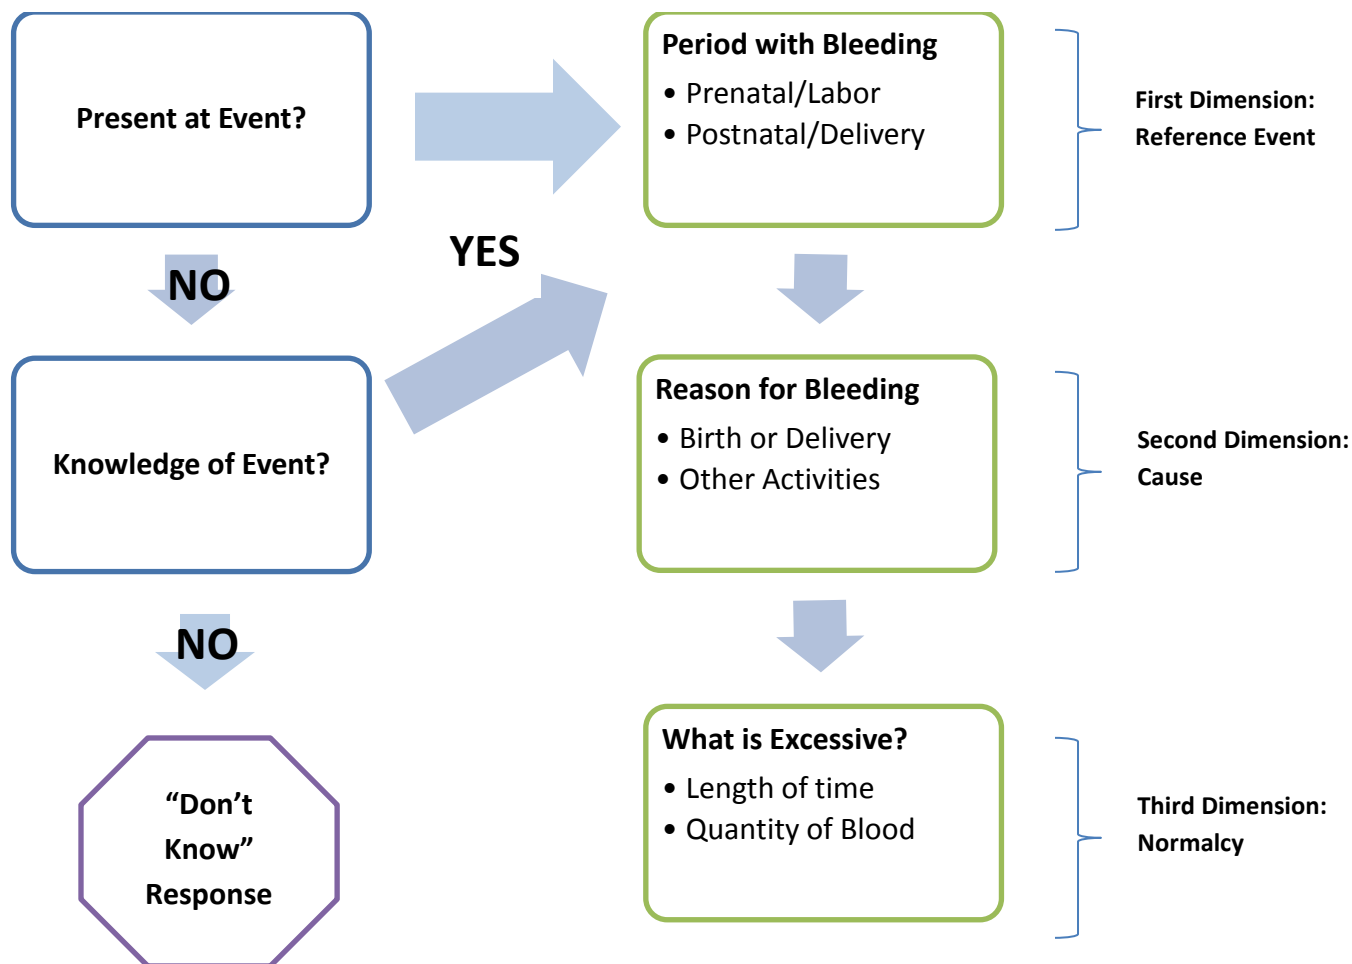 Present at Event?
Period with Bleeding
• Prenatal/Labor
• Postnatal/Delivery
First Dimension:
Reference Event
NO
YES
Knowledge of Event?
Reason for Bleeding
• Birth or Delivery
• Other Activities
Second Dimension:
Cause
NO
“Don’t
Know”
Response
What is Excessive?
• Length of time
• Quantity of Blood
Third Dimension:
Normalcy